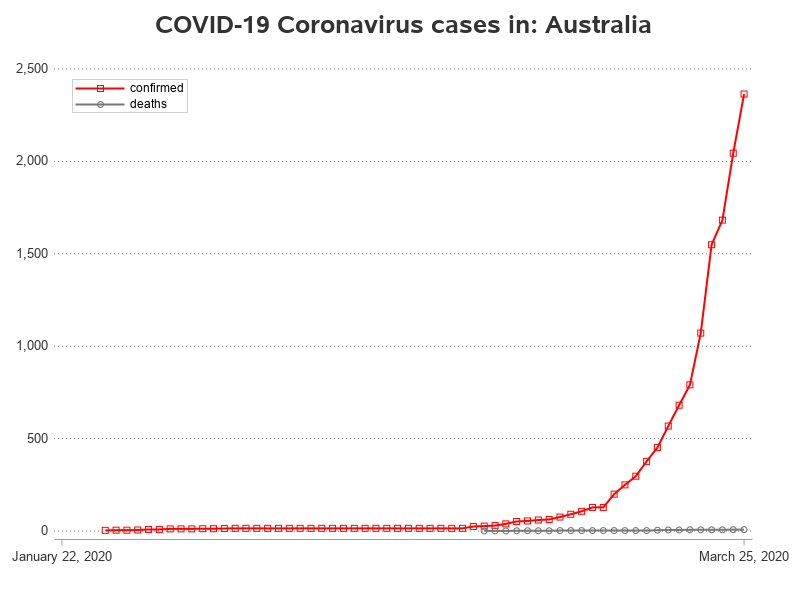 COVID-19 Coronavirus cases in: Australia
2,500
confirmed
deaths
2,000
1,500
1,000
500
0
January 22, 2020
March 25, 2020